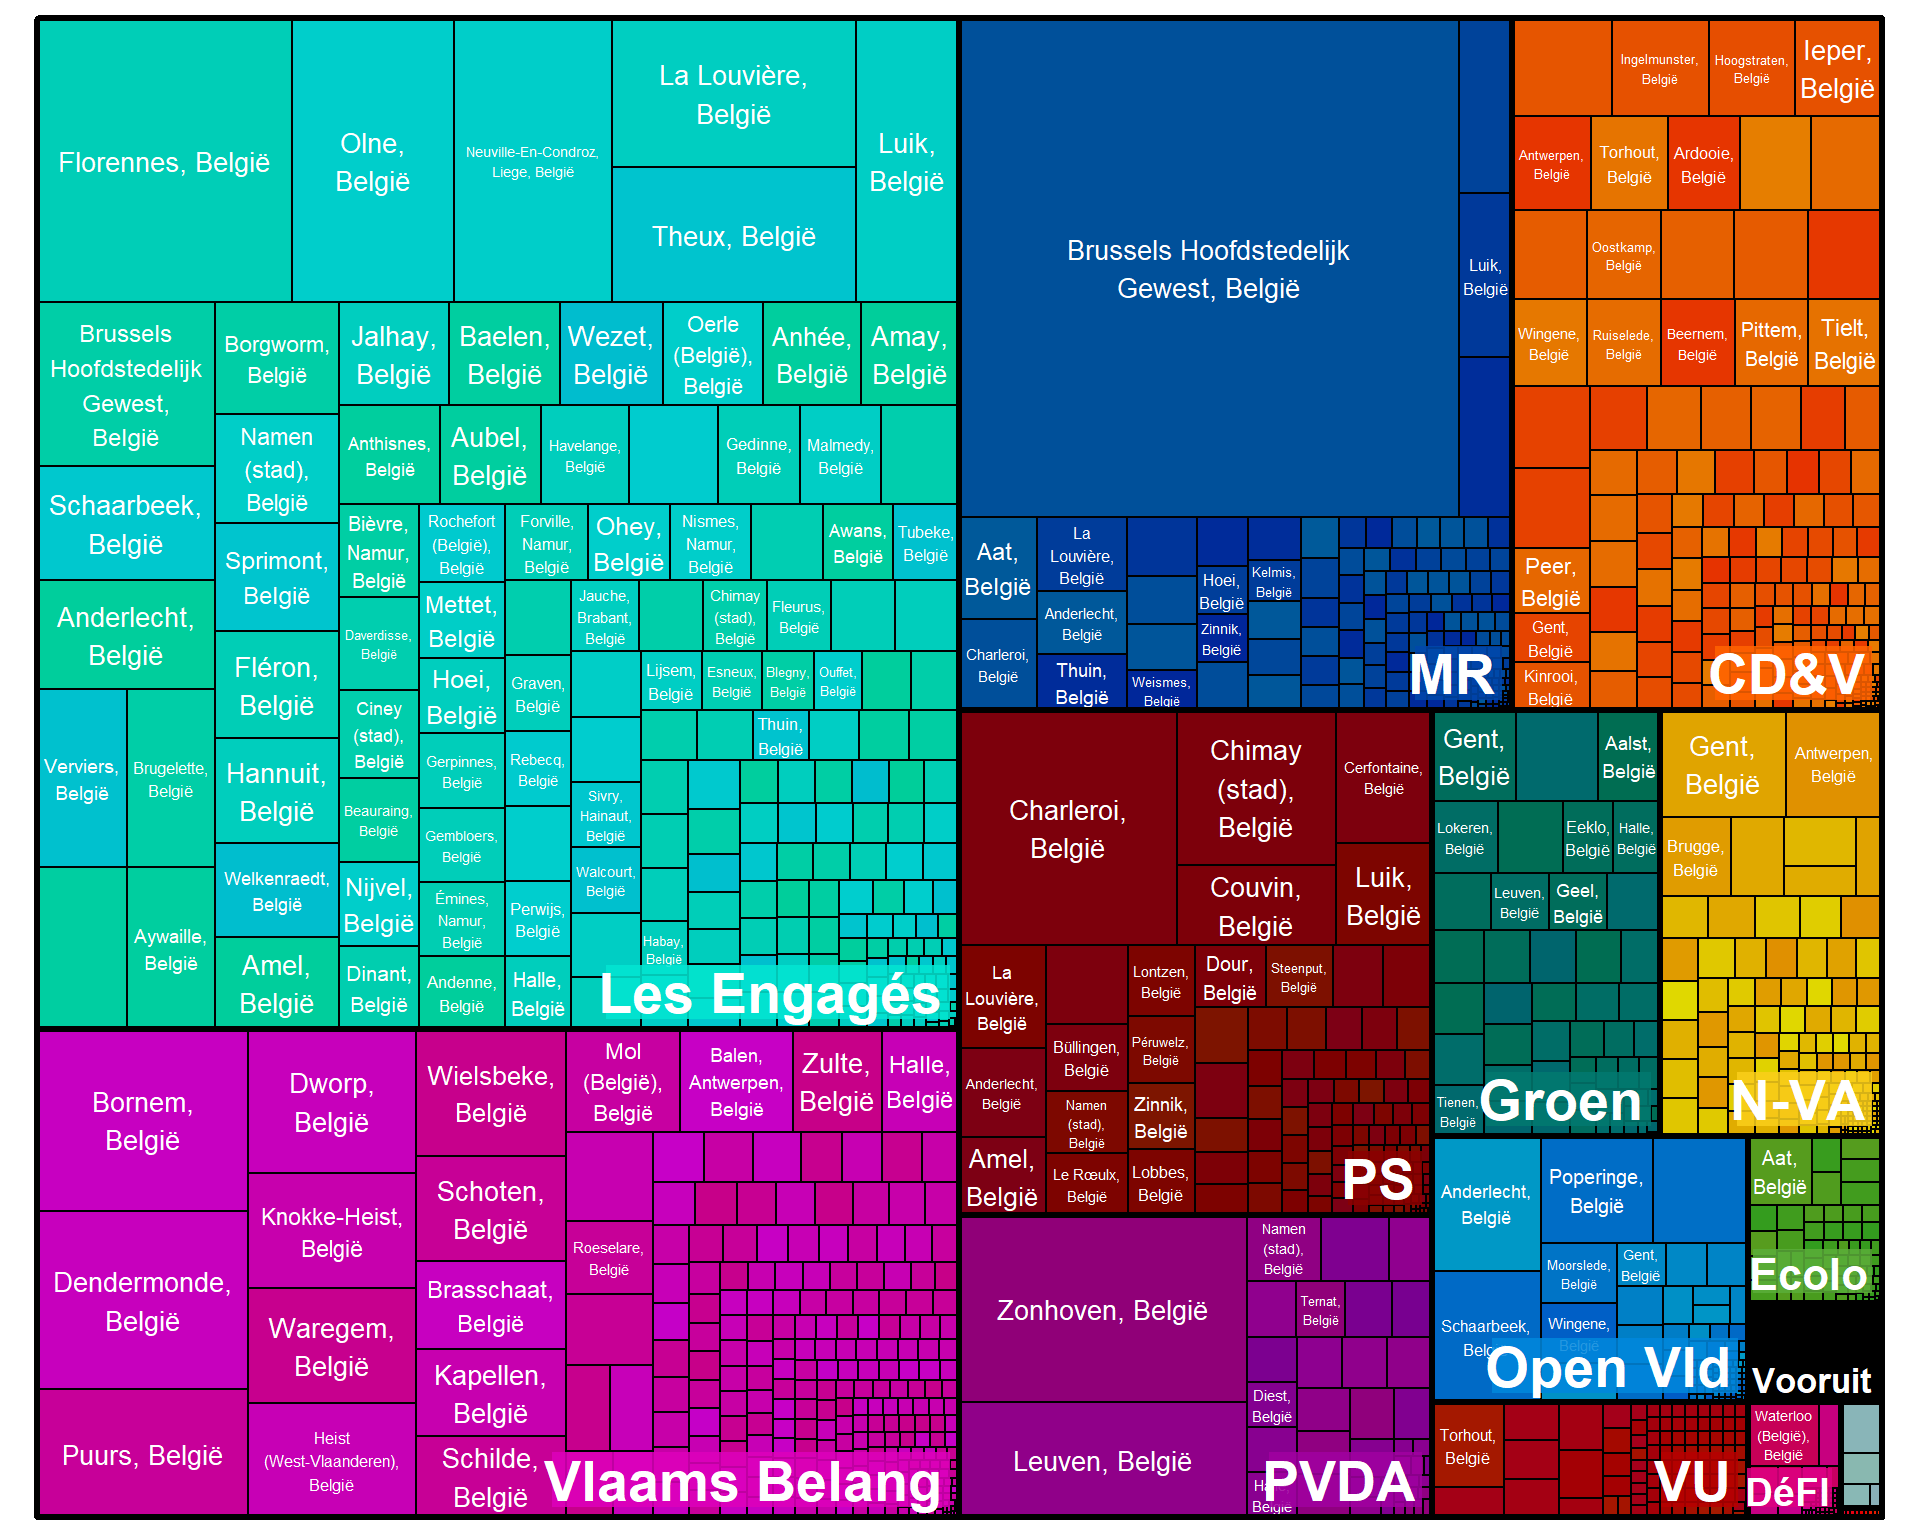 Florennes, België
Olne,
België
Neuville-En-Condroz,
Liege, België
La Louvière,
België
Theux, België
Luik,
België
Brussels
Hoofdstedelijk
Gewest,
België
Borgworm,
België
Jalhay,
België
Baelen,
België
Wezet,
België
Oerle
(België),
België
Anhée,
België
Amay,
België
Namen
(stad),
België
Anthisnes,
België
Aubel,
België
Havelange,
België
Gedinne,
België
Malmedy,
België
Schaarbeek,
België
Sprimont,
België
Bièvre,
Namur,
België
Rochefort
(België),
België
Forville,
Namur,
België
Ohey,
België
Nismes,
Namur,
België
Awans,
België
Tubeke,
België
Anderlecht,
België
Fléron,
België
Daverdisse,
België
Mettet,
België
Jauche,
Brabant,
België
Chimay
(stad),
België
Fleurus,
België
Hoei,
België
Graven,
België
Lijsem,
België
Esneux,
België
Blegny,
België
Ouffet,
België
Verviers,
België
Brugelette,
België
Hannuit,
België
Ciney
(stad),
België
Gerpinnes,
België
Rebecq,
België
Thuin,
België
Beauraing,
België
Gembloers,
België
Sivry,
Hainaut,
België
Aywaille,
België
Welkenraedt,
België
Nijvel,
België
Émines,
Namur,
België
Perwijs,
België
Walcourt,
België
Amel,
België
Dinant,
België
Andenne,
België
Halle,
België
Habay,
België
Les Engagés
Brussels Hoofdstedelijk
Gewest, België
Luik,
België
Aat,
België
La
Louvière,
België
Anderlecht,
België
Charleroi,
België
Thuin,
België
Weismes,
België
Hoei,
België
Zinnik,
België
Kelmis,
België
MR
Ingelmunster,
België
Hoogstraten,
België
Ieper,
België
Antwerpen,
België
Torhout,
België
Ardooie,
België
Oostkamp,
België
Wingene,
België
Ruiselede,
België
Beernem,
België
Pittem,
België
Tielt,
België
Peer,
België
Gent,
België
Kinrooi,
België
CD&V
Charleroi,
België
Chimay
(stad),
België
Couvin,
België
Cerfontaine,
België
Luik,
België
La
Louvière,
België
Anderlecht,
België
Amel,
België
Büllingen,
België
Namen
(stad),
België
Le Rœulx,
België
Lontzen,
België
Péruwelz,
België
Zinnik,
België
Lobbes,
België
Dour,
België
Steenput,
België
PS
Gent,
België
Aalst,
België
Lokeren,
België
Eeklo,
België
Halle,
België
Leuven,
België
Geel,
België
Tienen,
België
Groen
Gent,
België
Antwerpen,
België
Brugge,
België
N-VA
Bornem,
België
Dendermonde,
België
Puurs, België
Dworp,
België
Knokke-Heist,
België
Waregem,
België
Heist
(West-Vlaanderen),
België
Wielsbeke,
België
Schoten,
België
Brasschaat,
België
Kapellen,
België
Schilde,
België
Mol
(België),
België
Balen,
Antwerpen,
België
Zulte,
België
Halle,
België
Roeselare,
België
Vlaams Belang
Zonhoven, België
Leuven, België
Namen
(stad),
België
Ternat,
België
Diest,
België
België
PVDA
Anderlecht,
België
Schaarbeek,
Poperinge,
België
Moorslede,
België
Gent,
België
Wingene,
België
Open Vld
Aat,
België
Ecolo
Vooruit
Torhout,
België
VU
Waterloo
(België),
België
DéFI